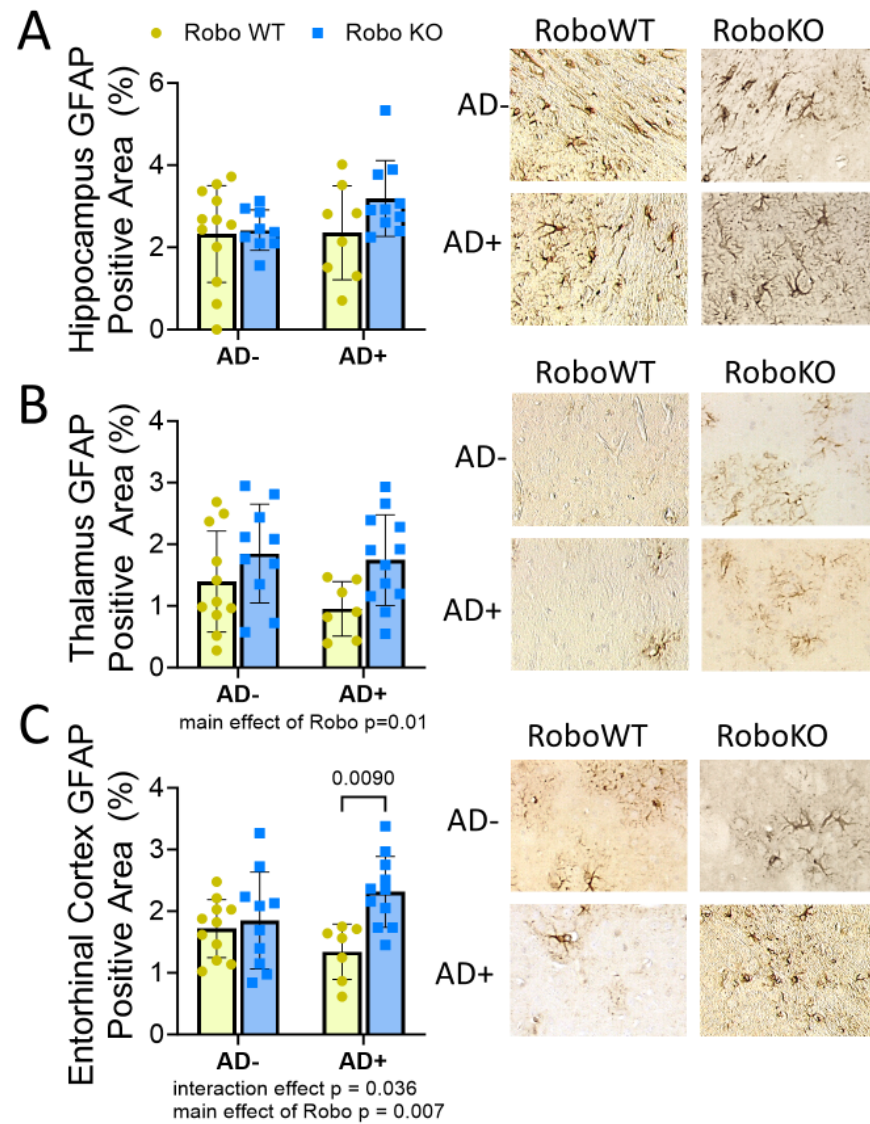 A
Robo WT
Robo KO
Hippocampus GFAP
Positive Area (%)
6
4
2
0
AD-
AD+
RoboWT
RoboKO
AD-
AD+
B
Thalamus GFAP
Positive Area (%)
4
3
2
1
0
AD-
AD+
main effect of Robo p=0.01
RoboWT
RoboKO
AD-
AD+
C
Entorhinal Cortex GFAP
Positive Area (%)
4
3
2
1
0
0.0090
AD-
AD+
interaction effect p = 0.036
main effect of Robo p = 0.007
RoboWT
RoboKO
AD-
AD+